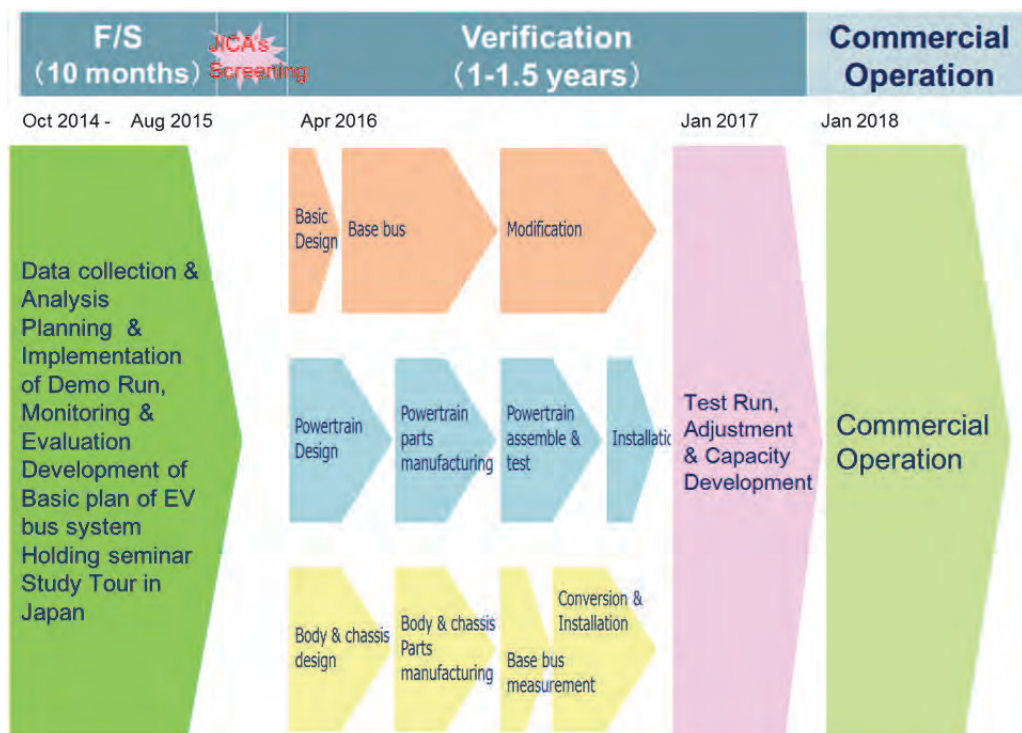 F/S
(10 months)
JICA's
Screening
Verification
(1-1.5 years)
Commercial
Operation
Oct 2014 - Aug 2015
Apr 2016
Jan 2017
Jan 2018
Data collection &
Analysis
Planning &
Implementation
of Demo Run,
Monitoring &
Evaluation
Development of
Basic plan of EV
bus system
Holding seminar
Study Tour in
Japan
Basic
Design
Base bus
Modification
Powertrain
Design
Powertrain
parts
manufacturing
Powertrain
assemble &
test
Installatic
Body & chassis
design
Body & chassis
Parts
manufacturing
Base bus
measurement
Conversion &
Installation
Test Run,
Adjustment
& Capacity
Development
Commercial
Operation